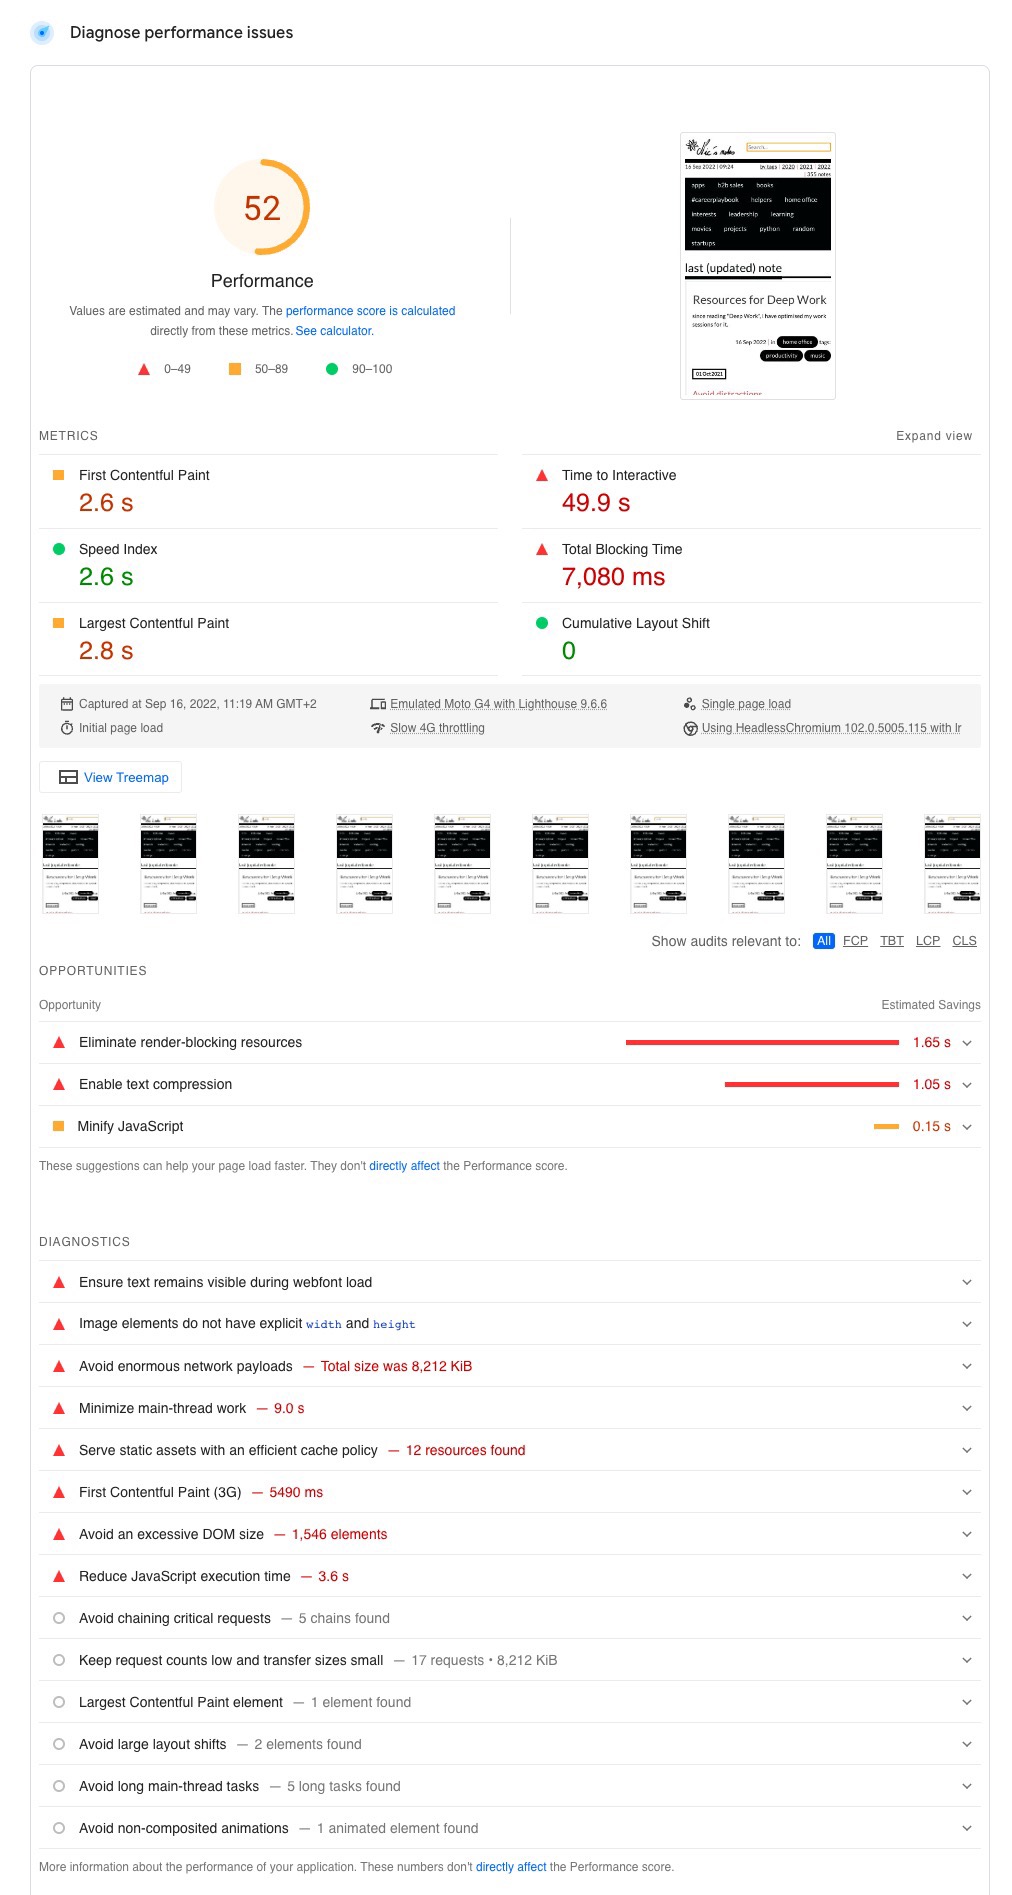 Diagnose performance issues
52
Performance
Values are estimated and may vary. The performance score is calculated
directly from these metrics. See calculator.
0–49
50–89
90–100
Search...
16 Sep 2022 | 09:24
by tags | 2020 | 2021 | 2022
| 355 notes
apps b2b sales books
#careerplaybook helpers home office
interests leadership learning
movies projects python random
startups
last (updated) note
Resources for Deep Work
since reading "Deep Work", I have optimised my work
sessions for it.
16 Sep 2022 | in home office tags:
productivity music
01 Oct 2021
Avoid distractions
METRICS
Expand view
First Contentful Paint
2.6 s
Time to Interactive
49.9 s
Speed Index
2.6 s
Total Blocking Time
7,080 ms
Largest Contentful Paint
2.8 s
Cumulative Layout Shift
0
Captured at Sep 16, 2022, 11:19 AM GMT+2
Emulated Moto G4 with Lighthouse 9.6.6
Single page load
Initial page load
Slow 4G throttling
Using HeadlessChromium 102.0.5005.115 with lr
View Treemap
Show audits relevant to: All FCP TBT LCP CLS
OPPORTUNITIES
Opportunity
Estimated Savings
Eliminate render-blocking resources 1.65 s
Enable text compression 1.05 s
Minify JavaScript 0.15 s
These suggestions can help your page load faster. They don't directly affect the Performance score.
DIAGNOSTICS
Ensure text remains visible during webfont load
Image elements do not have explicit width and height
Avoid enormous network payloads — Total size was 8,212 KiB
Minimize main-thread work — 9.0 s
Serve static assets with an efficient cache policy — 12 resources found
First Contentful Paint (3G) — 5490 ms
Avoid an excessive DOM size — 1,546 elements
Reduce JavaScript execution time — 3.6 s
Avoid chaining critical requests — 5 chains found
Keep request counts low and transfer sizes small — 17 requests • 8,212 KiB
Largest Contentful Paint element — 1 element found
Avoid large layout shifts — 2 elements found
Avoid long main-thread tasks — 5 long tasks found
Avoid non-composited animations — 1 animated element found
More information about the performance of your application. These numbers don't directly affect the Performance score.